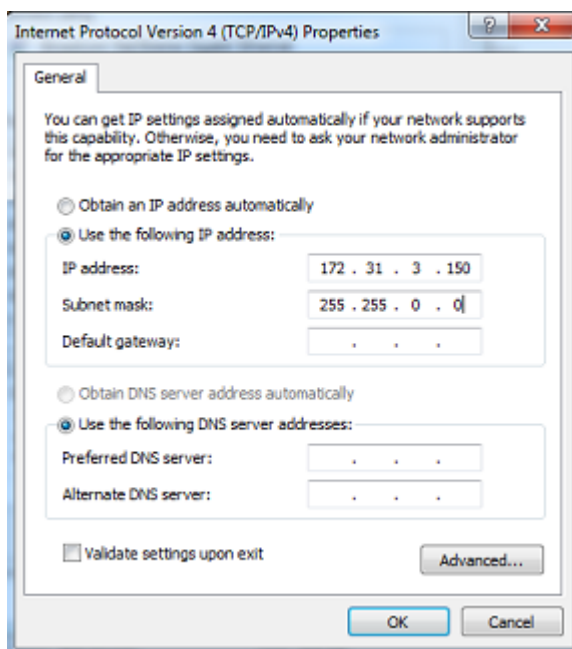 Internet Protocol Version 4 (TCP/IPv4) Properties
General
You can get IP settings assigned automatically if your network supports
this capability. Otherwise, you need to ask your network administrator
for the appropriate IP settings.
Obtain an IP address automatically
Use the following IP address:
IP address: 172 . 31 . 3 . 150
Subnet mask: 255 . 255 . 0 . 0
Default gateway: . . .
Obtain DNS server address automatically
Use the following DNS server addresses:
Preferred DNS server: . . .
Alternate DNS server: . . .
Validate settings upon exit
Advanced...
OK Cancel